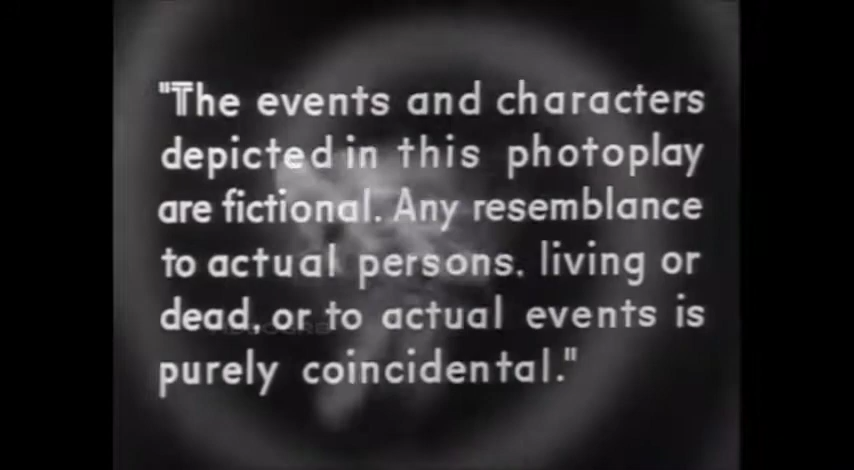 "The events and characters
depicted in this photoplay
are fictional. Any resemblance
to actual persons, living or
dead, or to actual events is
purely coincidental."